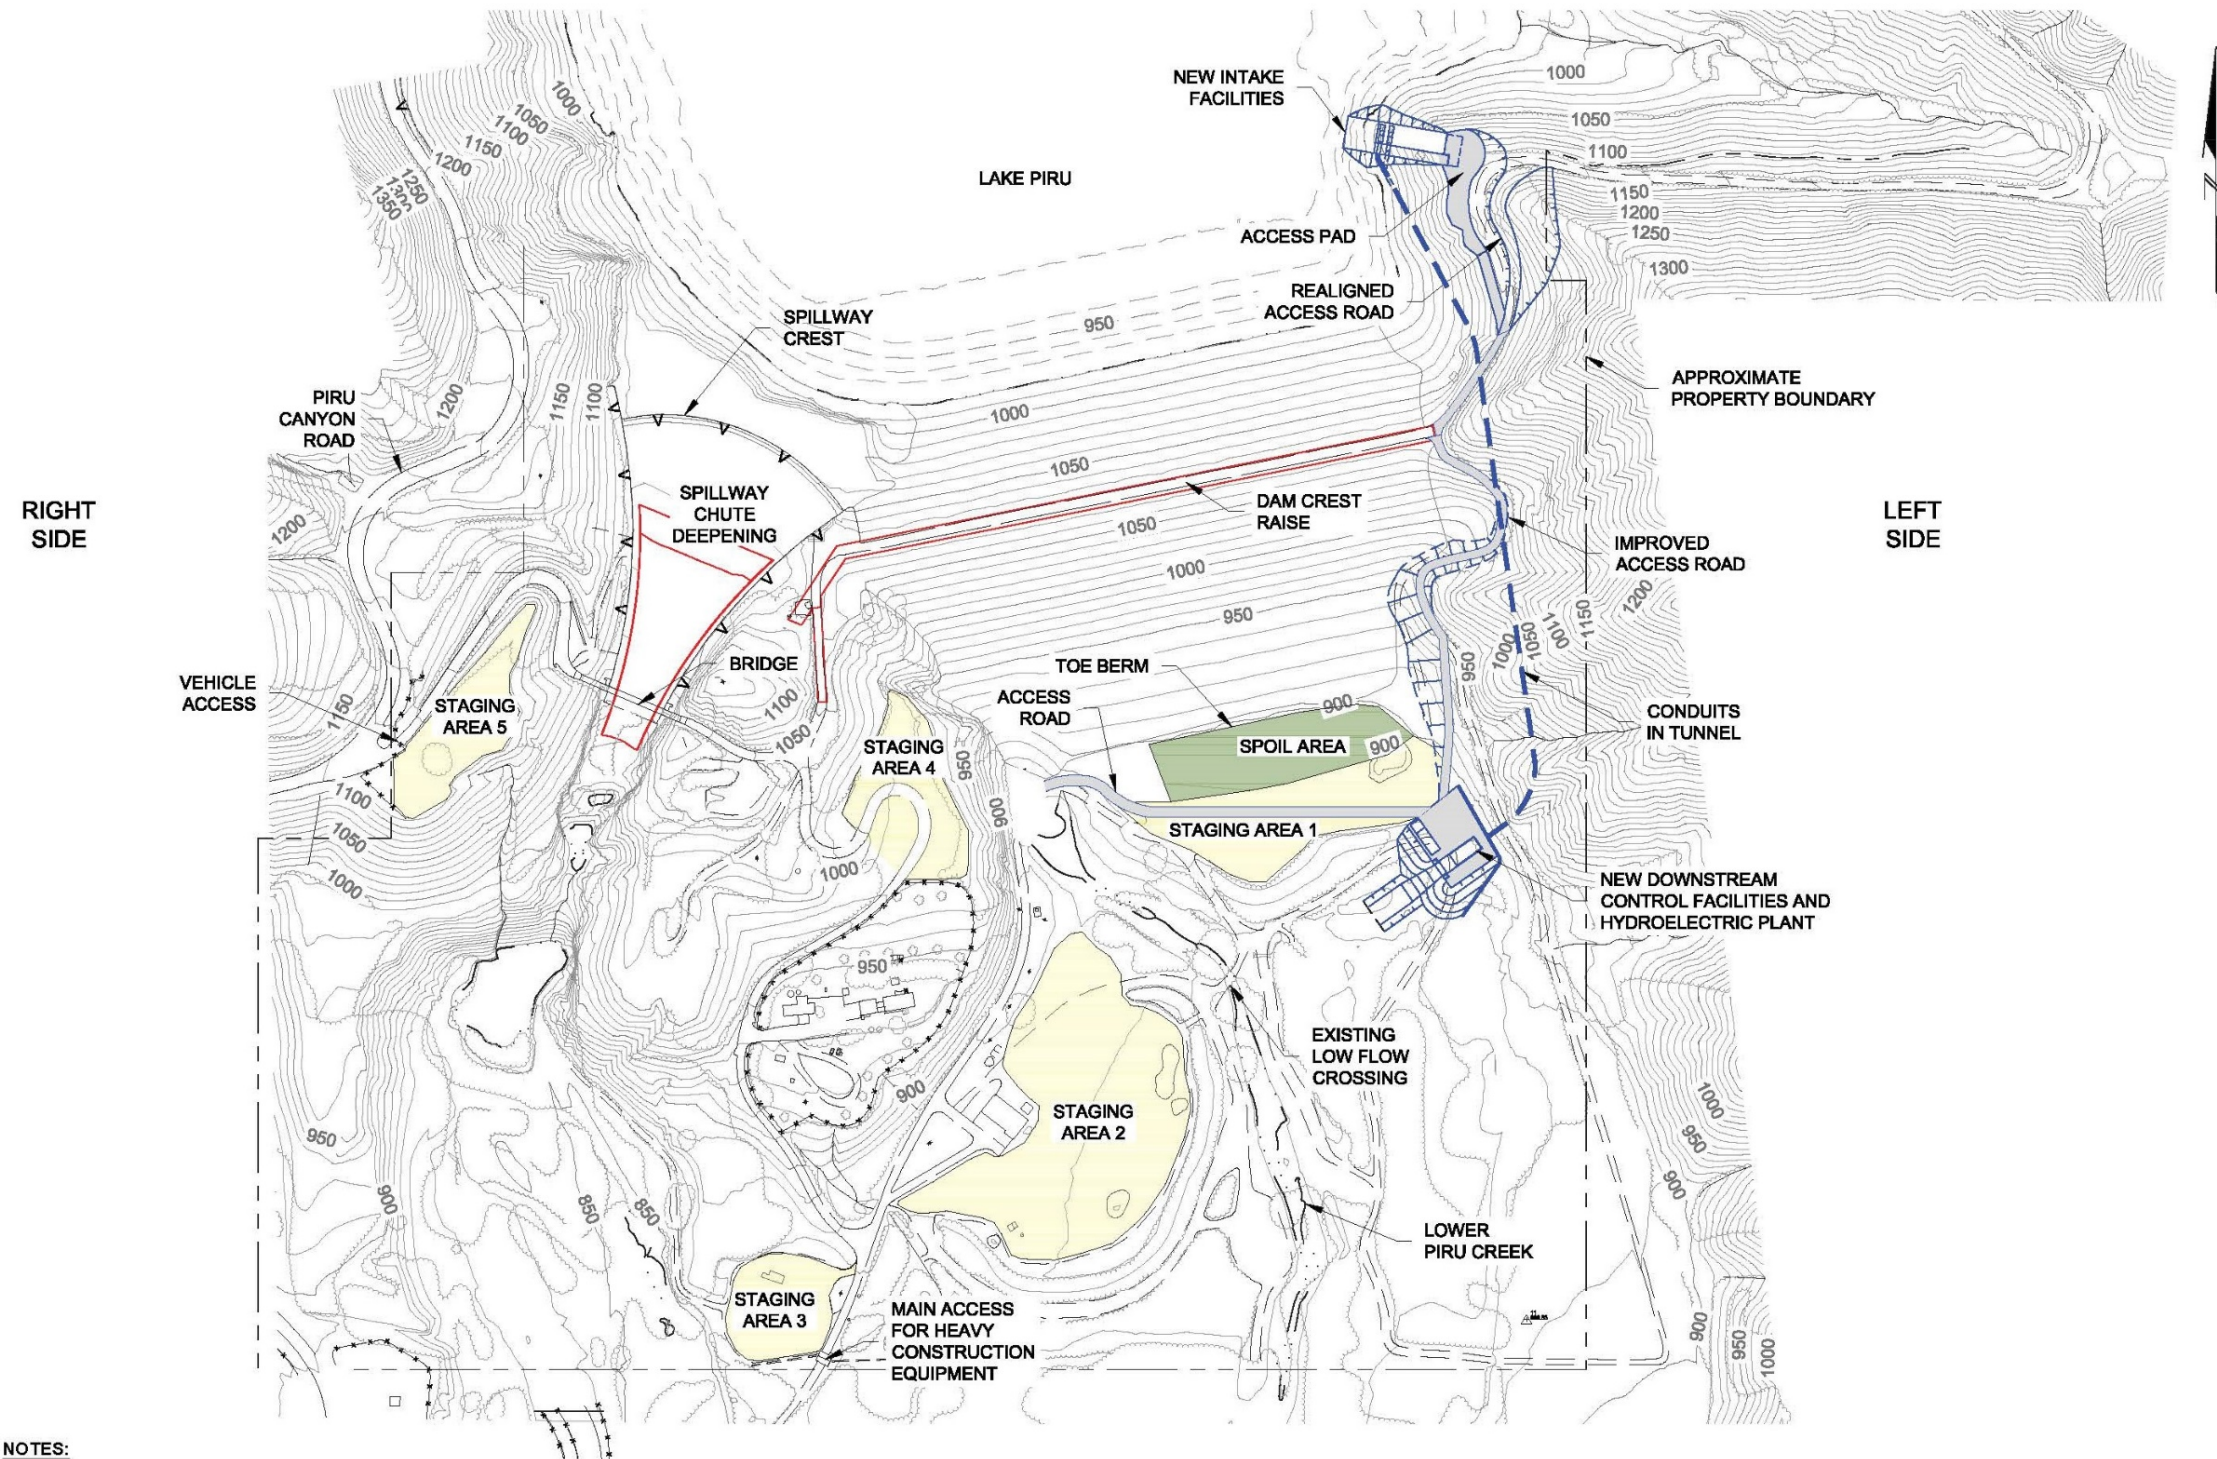 1000
NEW INTAKE
FACILITIES
1000
1050
1100
1150
1200
1250
1300
1350
1050
1100
1150
1200
1250
1300
LAKE PIRU
ACCESS PAD
REALIGNED
ACCESS ROAD
950
SPILLWAY
CREST
PIRU
CANYON
ROAD
1200
1150
1100
1000
APPROXIMATE
PROPERTY BOUNDARY
1050
SPILLWAY
CHUTE
DEEPENING
DAM CREST
RAISE
1050
RIGHT
SIDE
LEFT
SIDE
1200
IMPROVED
ACCESS ROAD
1000
950
1200
1150
1100
1050
1000
950
BRIDGE
TOE BERM
ACCESS
ROAD
VEHICLE
ACCESS
1150
STAGING
AREA 5
1100
1050
900
CONDUITS
IN TUNNEL
STAGING
AREA 4
950
SPOIL AREA
900
1100
1050
1000
1000
900
STAGING AREA 1
NEW DOWNSTREAM
CONTROL FACILITIES AND
HYDROELECTRIC PLANT
950
EXISTING
LOW FLOW
CROSSING
900
STAGING
AREA 2
950
1000
950
900
900
850
850
LOWER
PIRU CREEK
STAGING
AREA 3
MAIN ACCESS
FOR HEAVY
CONSTRUCTION
EQUIPMENT
900
950
1000
NOTES: